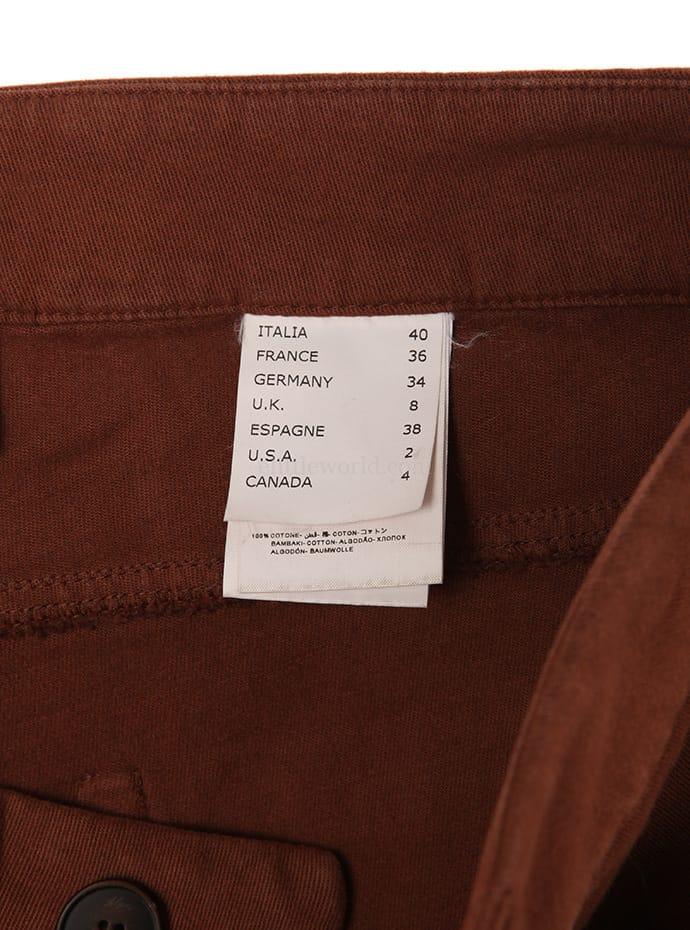 ITALIA 40
FRANCE 36
GERMANY 34
U.K. 8
ESPAGNE 38
U.S.A. 2
CANADA 4
100% COTONE- قطن- 棉- COTON- コットン
BAMBAKI- COTTON- ALGODÃO- ХЛОПОК
ALGODÓN- BAUMWOLLE